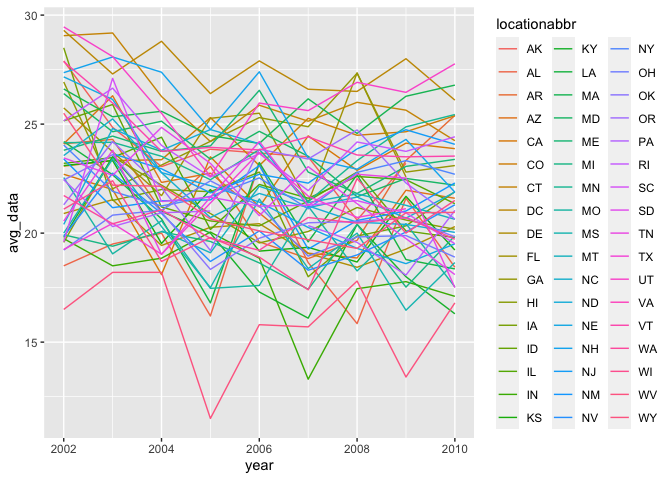 locationabbr
AK KY NY
AL LA OH
AR MA OK
AZ MD OR
CA ME PA
CO MI RI
CT MN SC
DC MO SD
DE MS TN
FL MT TX
GA NC UT
HI ND VA
IA NE VT
ID NH WA
IL NJ WI
IN NM WV
KS NV WY
30
25
20
15
avg_data
2002 2004 2006 2008 2010
year